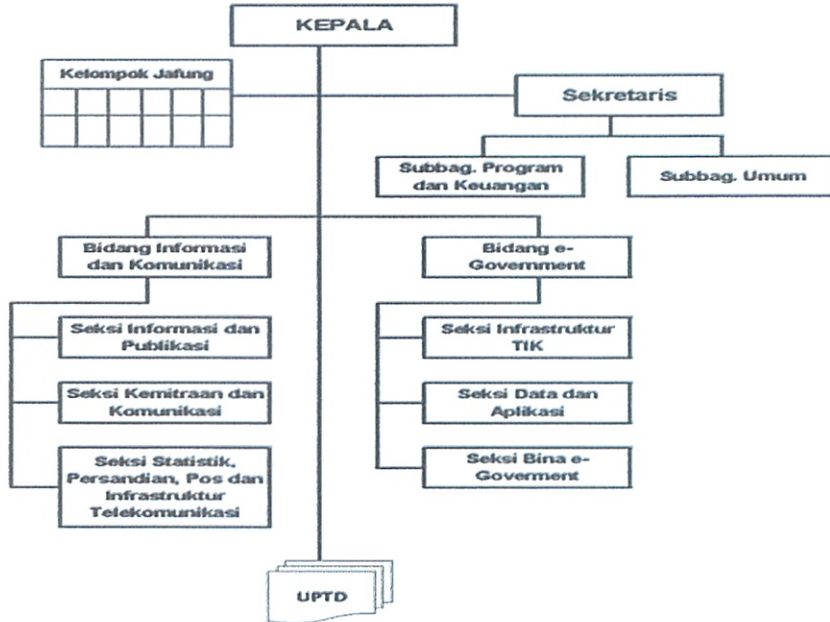 KEPALA
Kelompok Jafung
Sekretaris
Subbag. Program
dan Keuangan
Subbag. Umum
Bidang Informasi
dan Komunikasi
Bidang e-
Government
Seksi Informasi dan
Publikasi
Seksi Infrastruktur
TIK
Seksi Kemitraan dan
Komunikasi
Seksi Data dan
Aplikasi
Seksi Statistik,
Persandian, Pos dan
Infrastruktur
Telekomunikasi
Seksi Bina e-
Goverment
UPTD